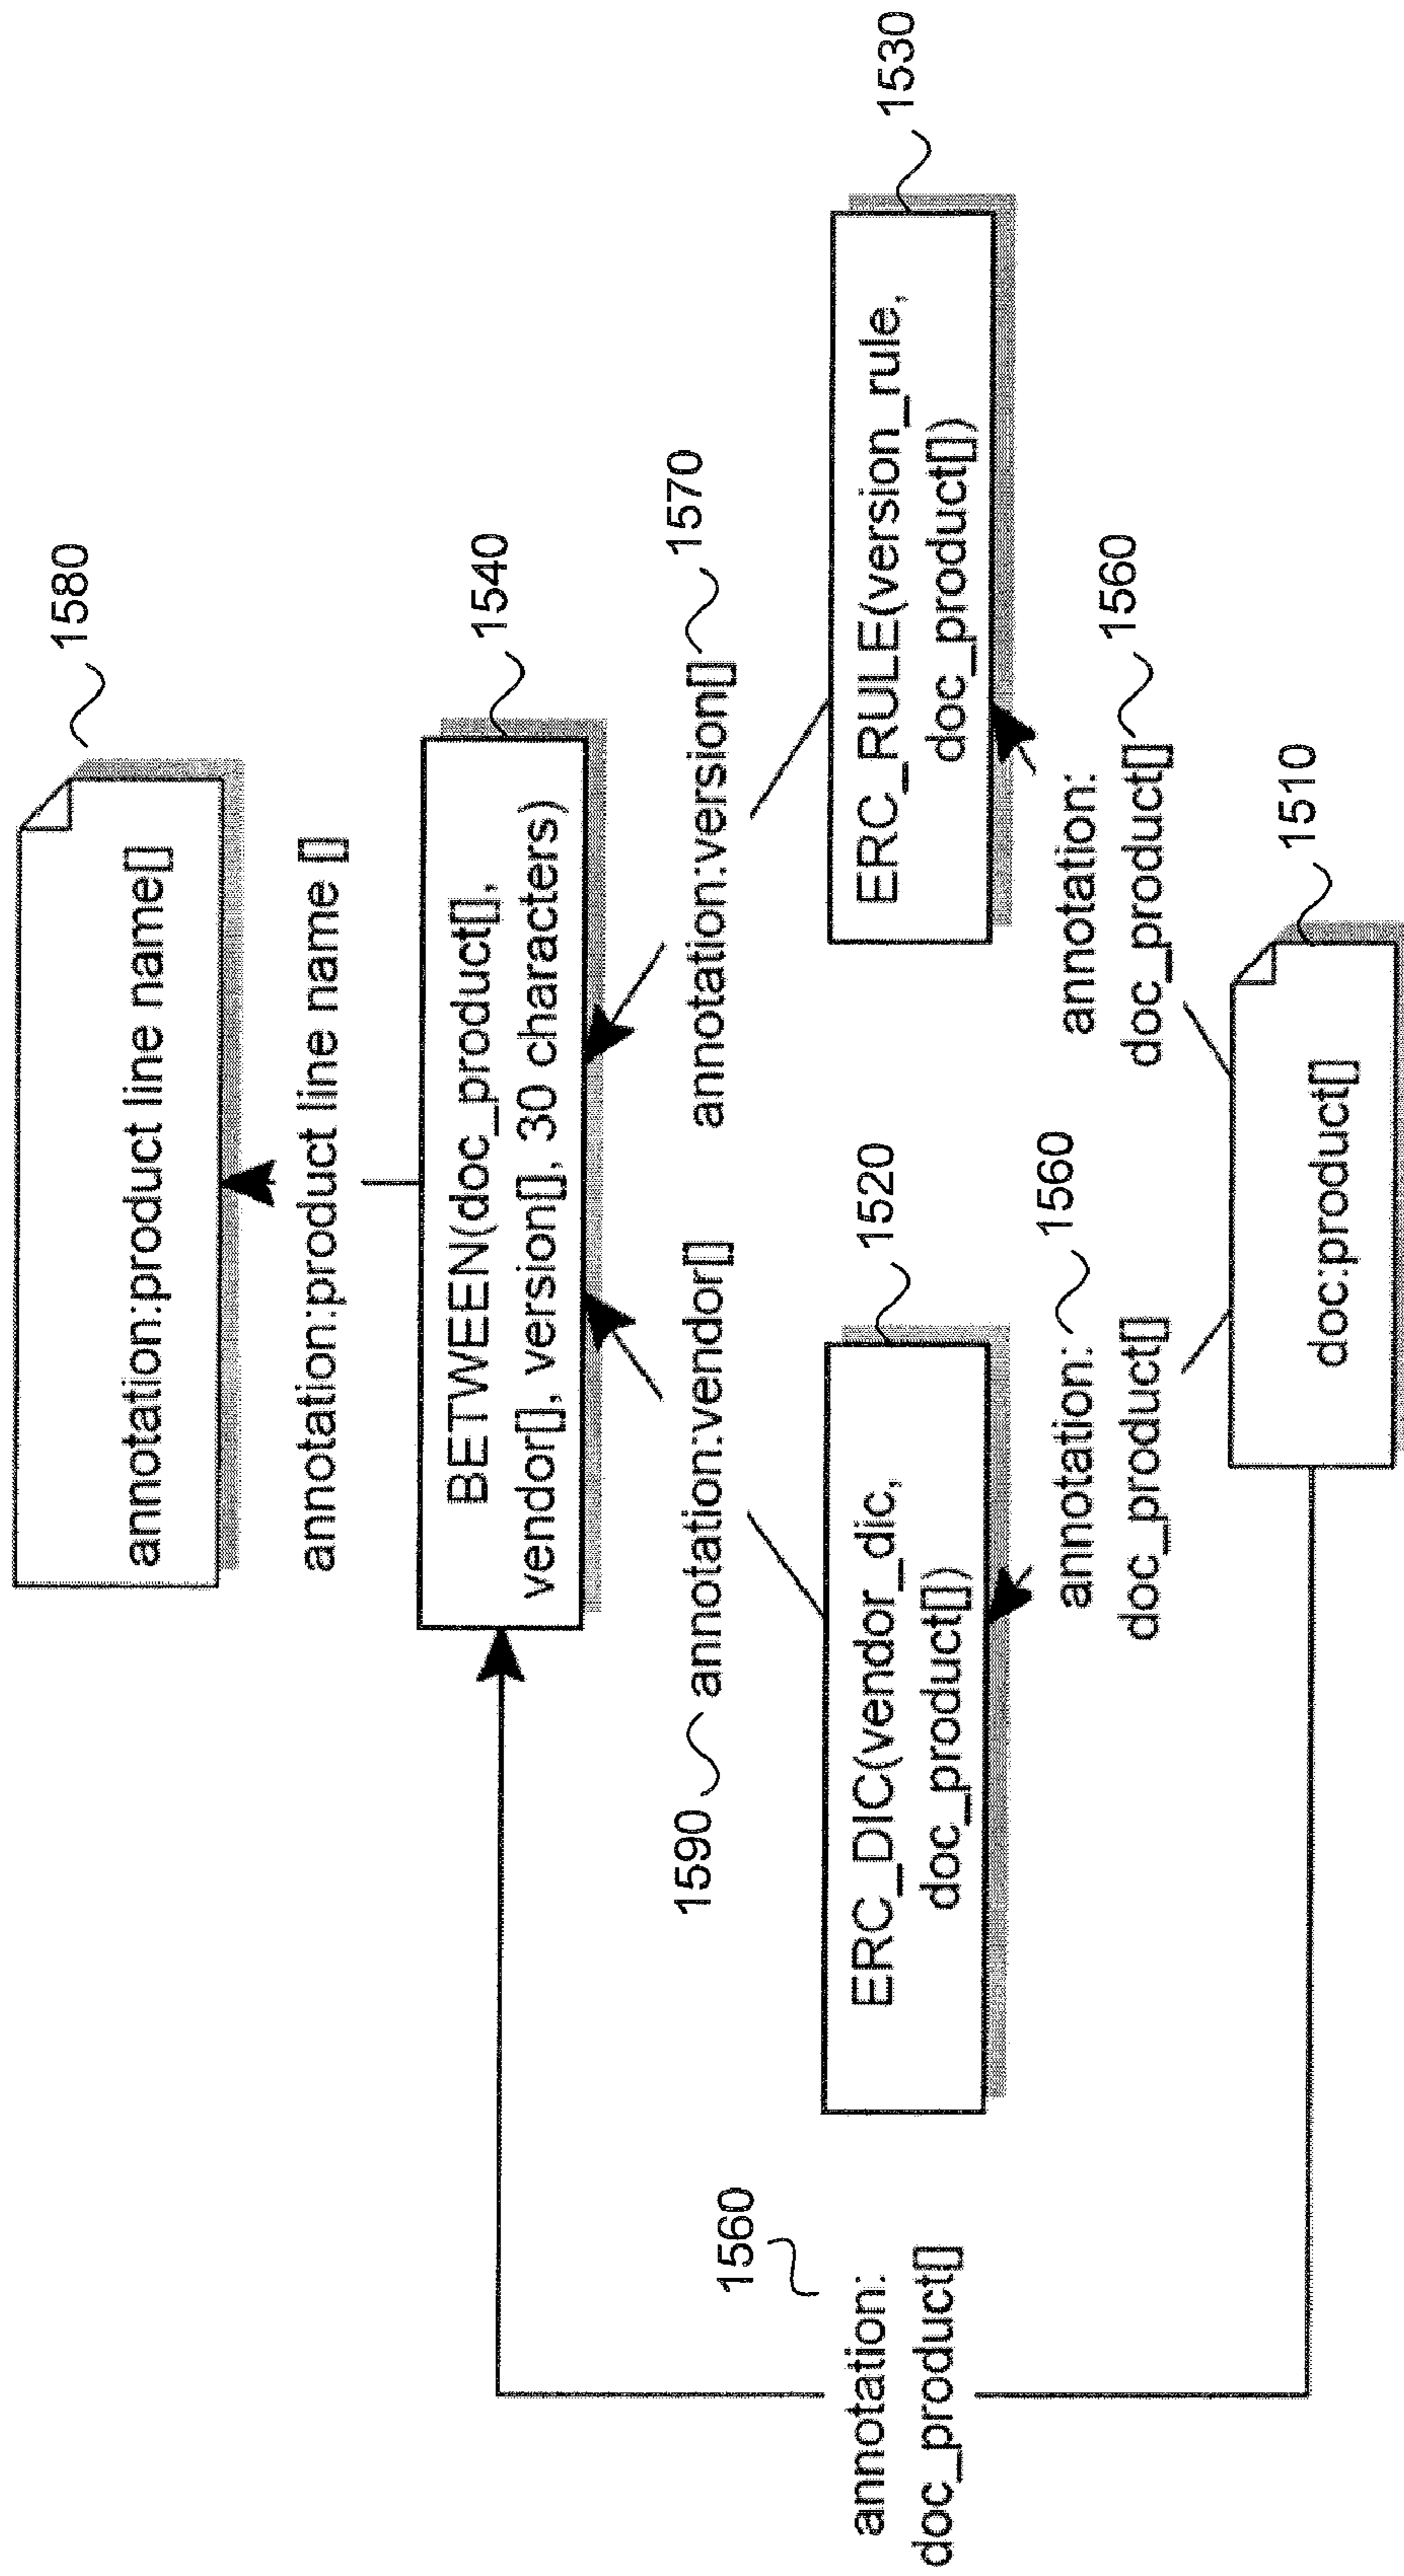 1580
annotation:product line name[]
annotation:product line name []
1540
BETWEEN(doc_product[],
vendor[], version[], 30 characters)
1590
annotation:vendor[]
annotation:version[]
1570
1560
annotation:
doc_product[]
1520
ERC_DIC(vendor_dic,
doc_product[])
1530
ERC_RULE(version_rule,
doc_product[])
1560
annotation:
doc_product[]
1560
annotation:
doc_product[]
1510
doc:product[]